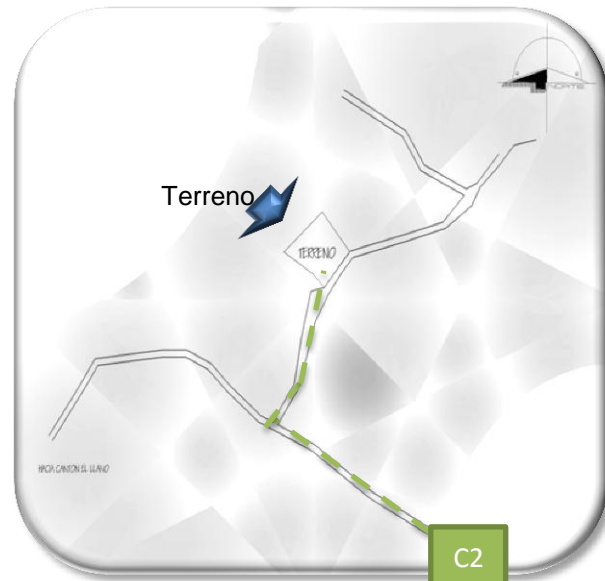 NORTE
Terreno
TERRENO
HACIA CANTON EL LLANO
C2